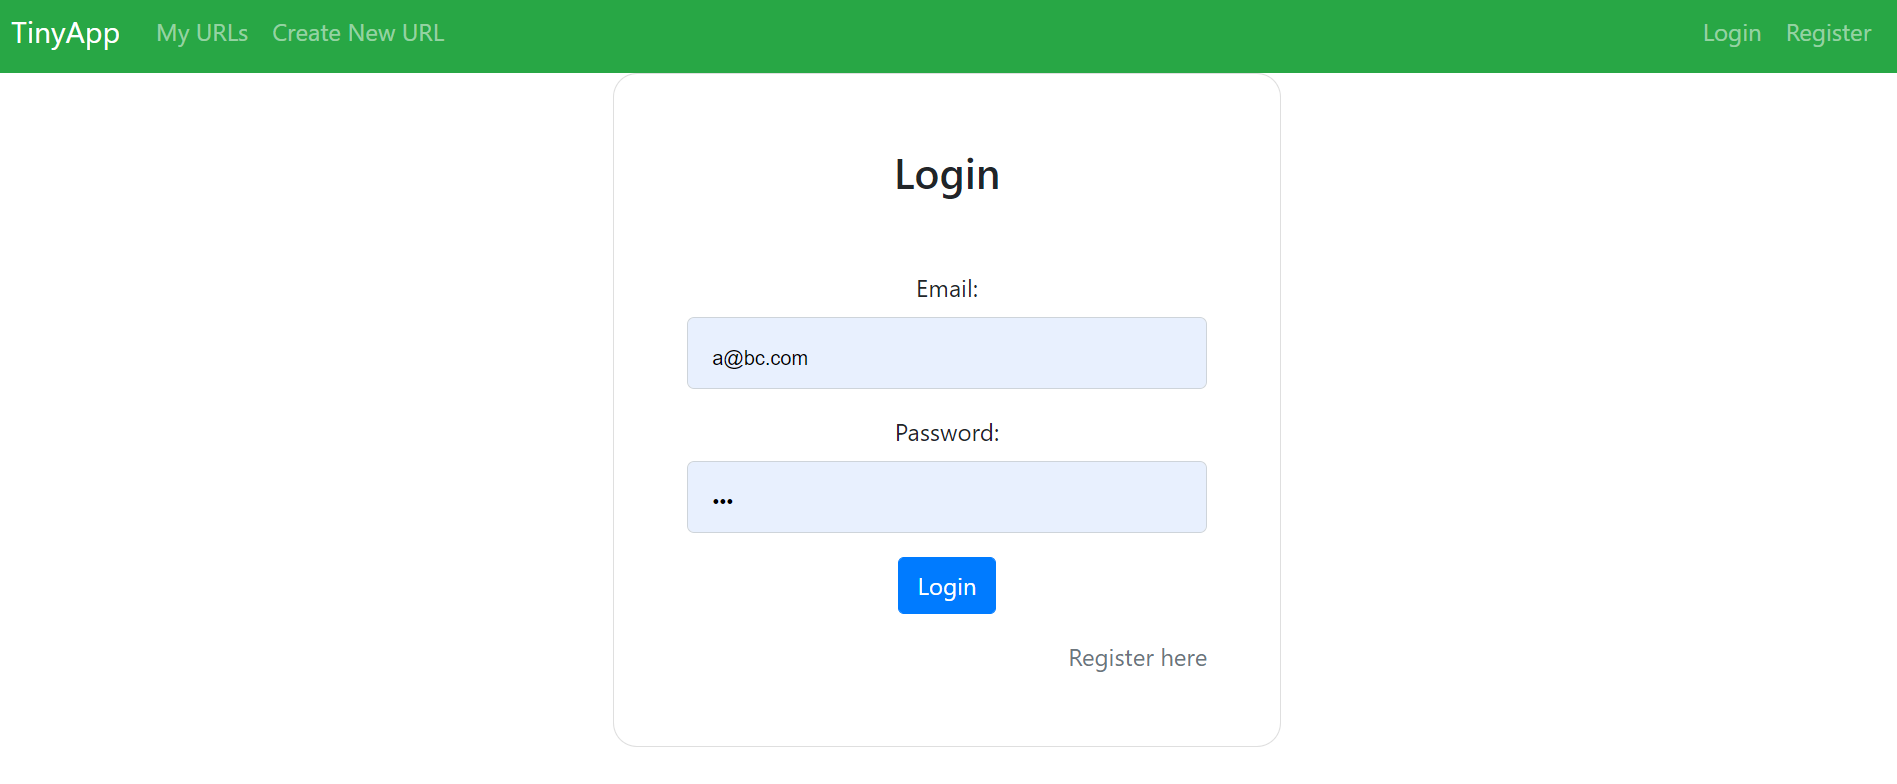 TinyApp My URLs Create New URL Login Register
Login
Email:
a@bc.com
Password:
•••
Login
Register here